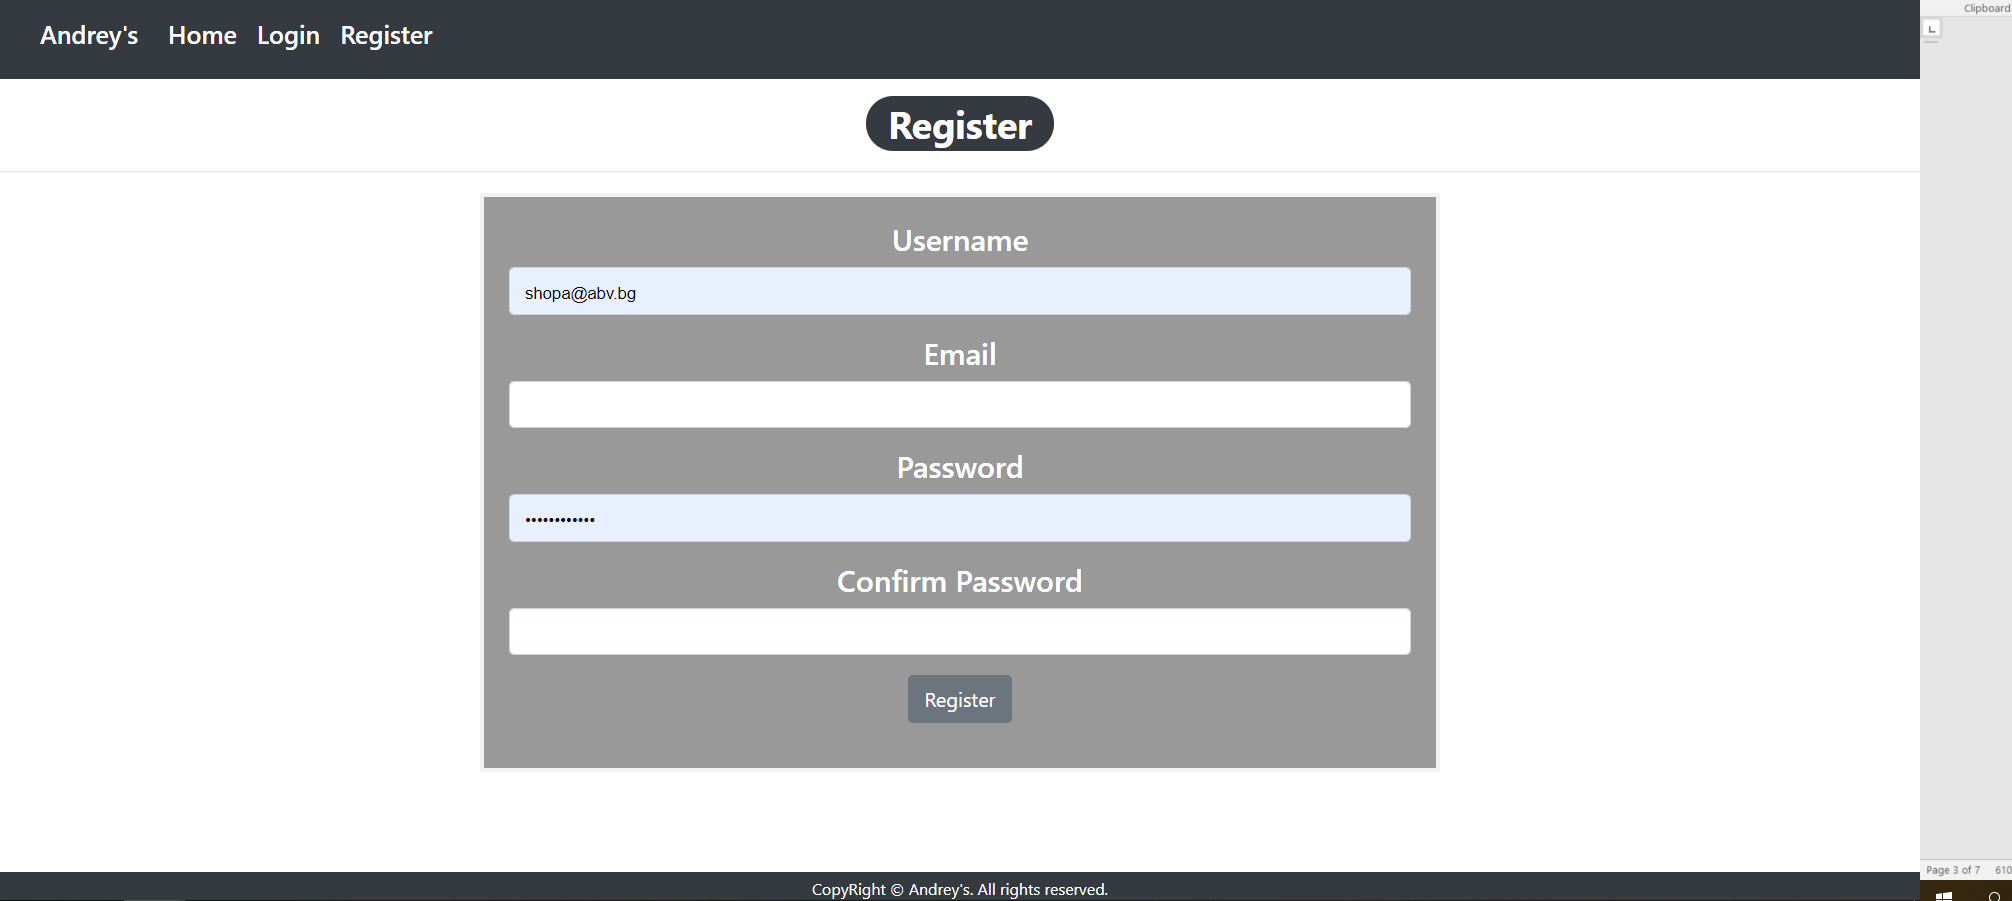 Andrey's Home Login Register
Clipboard
Register
Username
shopa@abv.bg
Email
Password
••••••••••••
Confirm Password
Register
Page 3 of 7 610
CopyRight © Andrey's. All rights reserved.